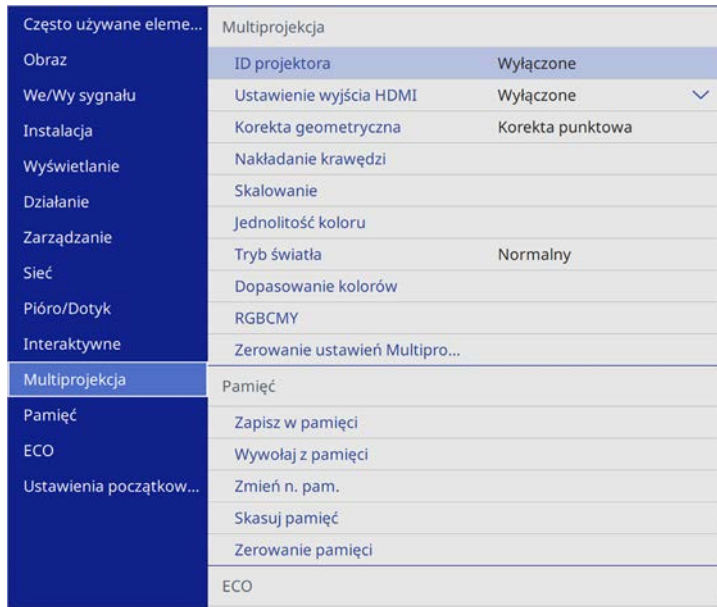 Często używane eleme...
Obraz
We/Wy sygnału
Instalacja
Wyświetlanie
Działanie
Zarządzanie
Sieć
Pióro/Dotyk
Interaktywne
Multiprojekcja
Pamięć
ECO
Ustawienia początkow...
Multiprojekcja
ID projektora Wyłączone
Ustawienie wyjścia HDMI Wyłączone
Korekta geometryczna Korekta punktowa
Nakładanie krawędzi
Skalowanie
Jednolitość koloru
Tryb światła Normalny
Dopasowanie kolorów
RGBCMY
Zerowanie ustawień Multipro...
Pamięć
Zapisz w pamięci
Wywołaj z pamięci
Zmień n. pam.
Skasuj pamięć
Zerowanie pamięci
ECO